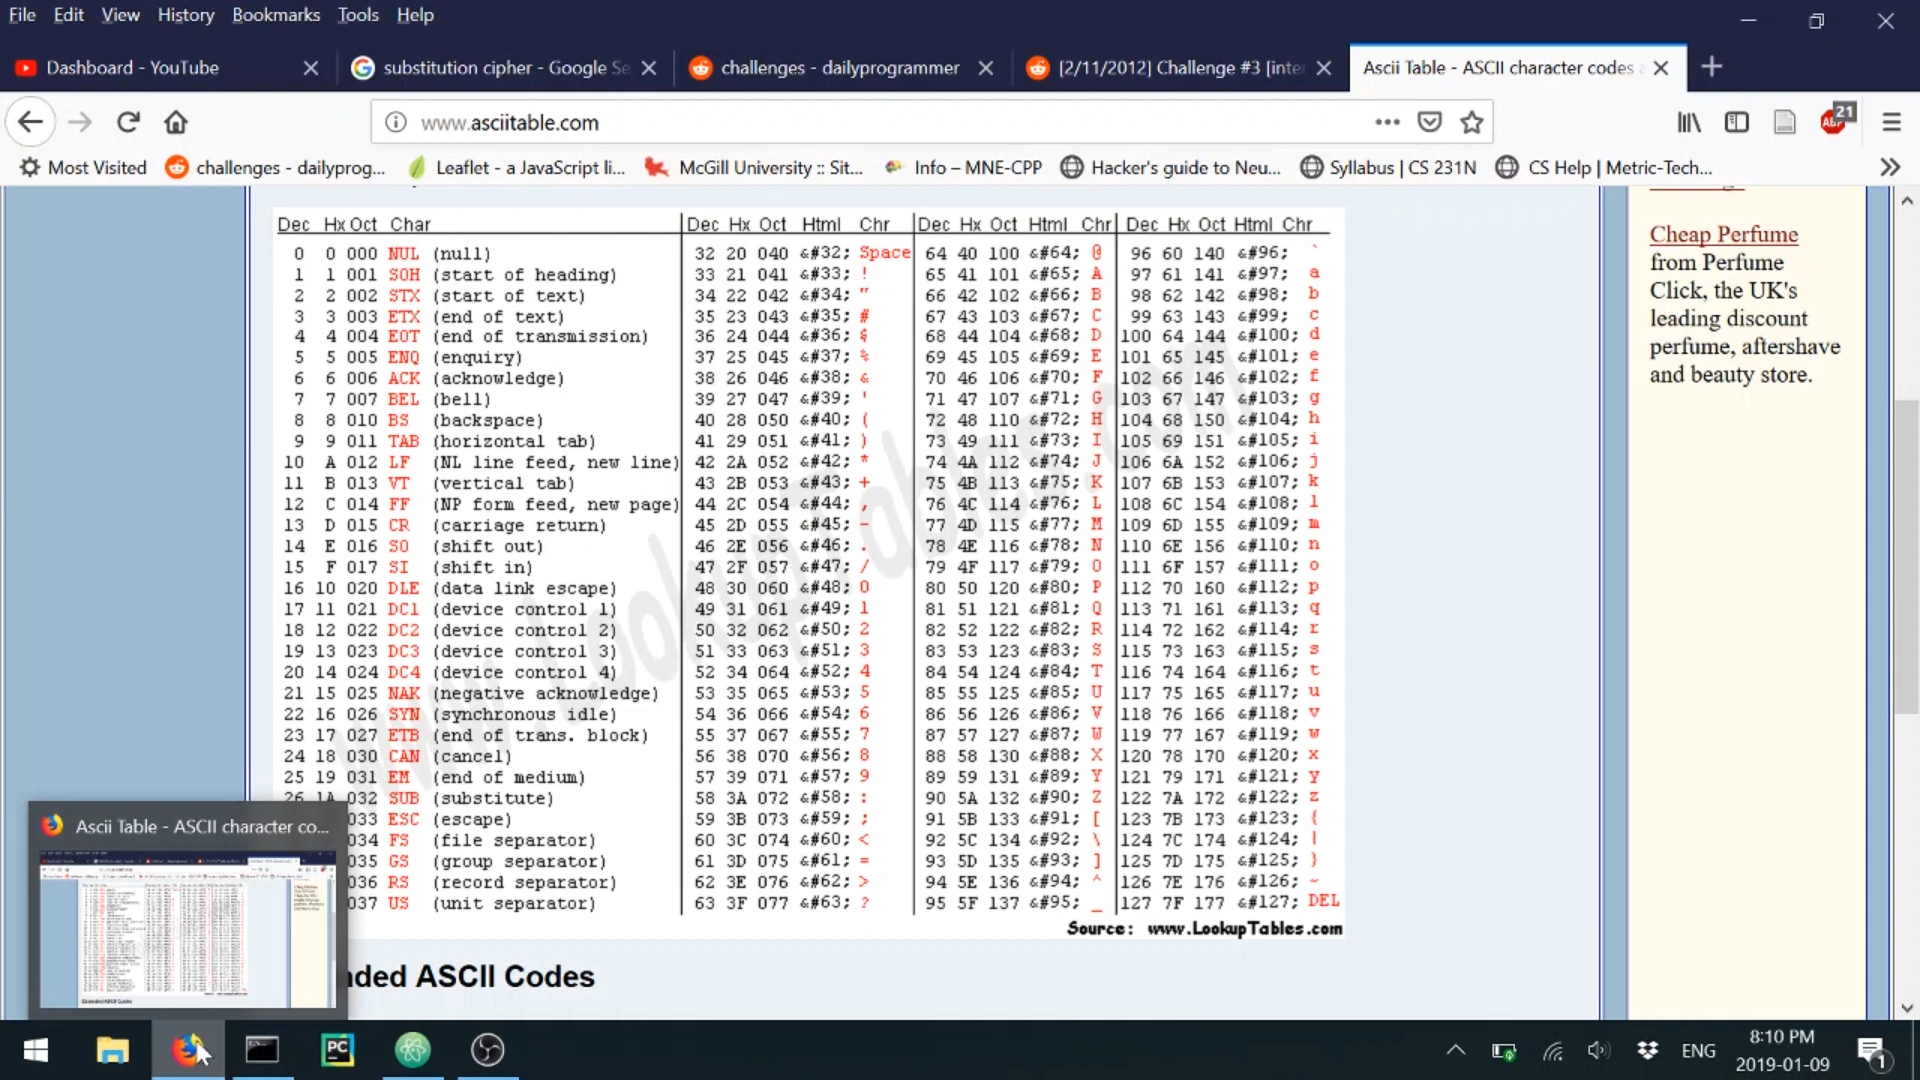 File Edit View History Bookmarks Tools Help
Dashboard - YouTube
substitution cipher - Google Se
challenges - dailyprogrammer
[2/11/2012] Challenge #3 [inter
Ascii Table - ASCII character codes a
www.asciitable.com
21
ABP
Most Visited challenges - dailyprog... Leaflet - a JavaScript li... McGill University :: Sit... Info – MNE-CPP Hacker's guide to Neu... Syllabus | CS 231N CS Help | Metric-Tech...
Dec Hx Oct Char Dec Hx Oct Html Chr Dec Hx Oct Html Chr Dec Hx Oct Html Chr
0 0 000 NUL (null) 32 20 040 &#32; Space 64 40 100 &#64; @ 96 60 140 &#96; `
1 1 001 SOH (start of heading) 33 21 041 &#33; ! 65 41 101 &#65; A 97 61 141 &#97; a
2 2 002 STX (start of text) 34 22 042 &#34; " 66 42 102 &#66; B 98 62 142 &#98; b
3 3 003 ETX (end of text) 35 23 043 &#35; # 67 43 103 &#67; C 99 63 143 &#99; c
4 4 004 EOT (end of transmission) 36 24 044 &#36; $ 68 44 104 &#68; D 100 64 144 &#100; d
5 5 005 ENQ (enquiry) 37 25 045 &#37; % 69 45 105 &#69; E 101 65 145 &#101; e
6 6 006 ACK (acknowledge) 38 26 046 &#38; & 70 46 106 &#70; F 102 66 146 &#102; f
7 7 007 BEL (bell) 39 27 047 &#39; ' 71 47 107 &#71; G 103 67 147 &#103; g
8 8 010 BS (backspace) 40 28 050 &#40; ( 72 48 110 &#72; H 104 68 150 &#104; h
9 9 011 TAB (horizontal tab) 41 29 051 &#41; ) 73 49 111 &#73; I 105 69 151 &#105; i
10 A 012 LF (NL line feed, new line) 42 2A 052 &#42; * 74 4A 112 &#74; J 106 6A 152 &#106; j
11 B 013 VT (vertical tab) 43 2B 053 &#43; + 75 4B 113 &#75; K 107 6B 153 &#107; k
12 C 014 FF (NP form feed, new page) 44 2C 054 &#44; , 76 4C 114 &#76; L 108 6C 154 &#108; l
13 D 015 CR (carriage return) 45 2D 055 &#45; - 77 4D 115 &#77; M 109 6D 155 &#109; m
14 E 016 SO (shift out) 46 2E 056 &#46; . 78 4E 116 &#78; N 110 6E 156 &#110; n
15 F 017 SI (shift in) 47 2F 057 &#47; / 79 4F 117 &#79; O 111 6F 157 &#111; o
16 10 020 DLE (data link escape) 48 30 060 &#48; 0 80 50 120 &#80; P 112 70 160 &#112; p
17 11 021 DC1 (device control 1) 49 31 061 &#49; 1 81 51 121 &#81; Q 113 71 161 &#113; q
18 12 022 DC2 (device control 2) 50 32 062 &#50; 2 82 52 122 &#82; R 114 72 162 &#114; r
19 13 023 DC3 (device control 3) 51 33 063 &#51; 3 83 53 123 &#83; S 115 73 163 &#115; s
20 14 024 DC4 (device control 4) 52 34 064 &#52; 4 84 54 124 &#84; T 116 74 164 &#116; t
21 15 025 NAK (negative acknowledge) 53 35 065 &#53; 5 85 55 125 &#85; U 117 75 165 &#117; u
22 16 026 SYN (synchronous idle) 54 36 066 &#54; 6 86 56 126 &#86; V 118 76 166 &#118; v
23 17 027 ETB (end of trans. block) 55 37 067 &#55; 7 87 57 127 &#87; W 119 77 167 &#119; w
24 18 030 CAN (cancel) 56 38 070 &#56; 8 88 58 130 &#88; X 120 78 170 &#120; x
25 19 031 EM (end of medium) 57 39 071 &#57; 9 89 59 131 &#89; Y 121 79 171 &#121; y
26 1A 032 SUB (substitute) 58 3A 072 &#58; : 90 5A 132 &#90; Z 122 7A 172 &#122; z
033 ESC (escape) 59 3B 073 &#59; ; 91 5B 133 &#91; [ 123 7B 173 &#123; {
034 FS (file separator) 60 3C 074 &#60; < 92 5C 134 &#92; \ 124 7C 174 &#124; |
035 GS (group separator) 61 3D 075 &#61; = 93 5D 135 &#93; ] 125 7D 175 &#125; }
036 RS (record separator) 62 3E 076 &#62; > 94 5E 136 &#94; ^ 126 7E 176 &#126; ~
037 US (unit separator) 63 3F 077 &#63; ? 95 5F 137 &#95; _ 127 7F 177 &#127; DEL
www.LookupTables.com
Source: www.LookupTables.com
Cheap Perfume
from Perfume
Click, the UK's
leading discount
perfume, aftershave
and beauty store.
Ascii Table - ASCII character co...
nded ASCII Codes
PC
ENG
8:10 PM
2019-01-09
1